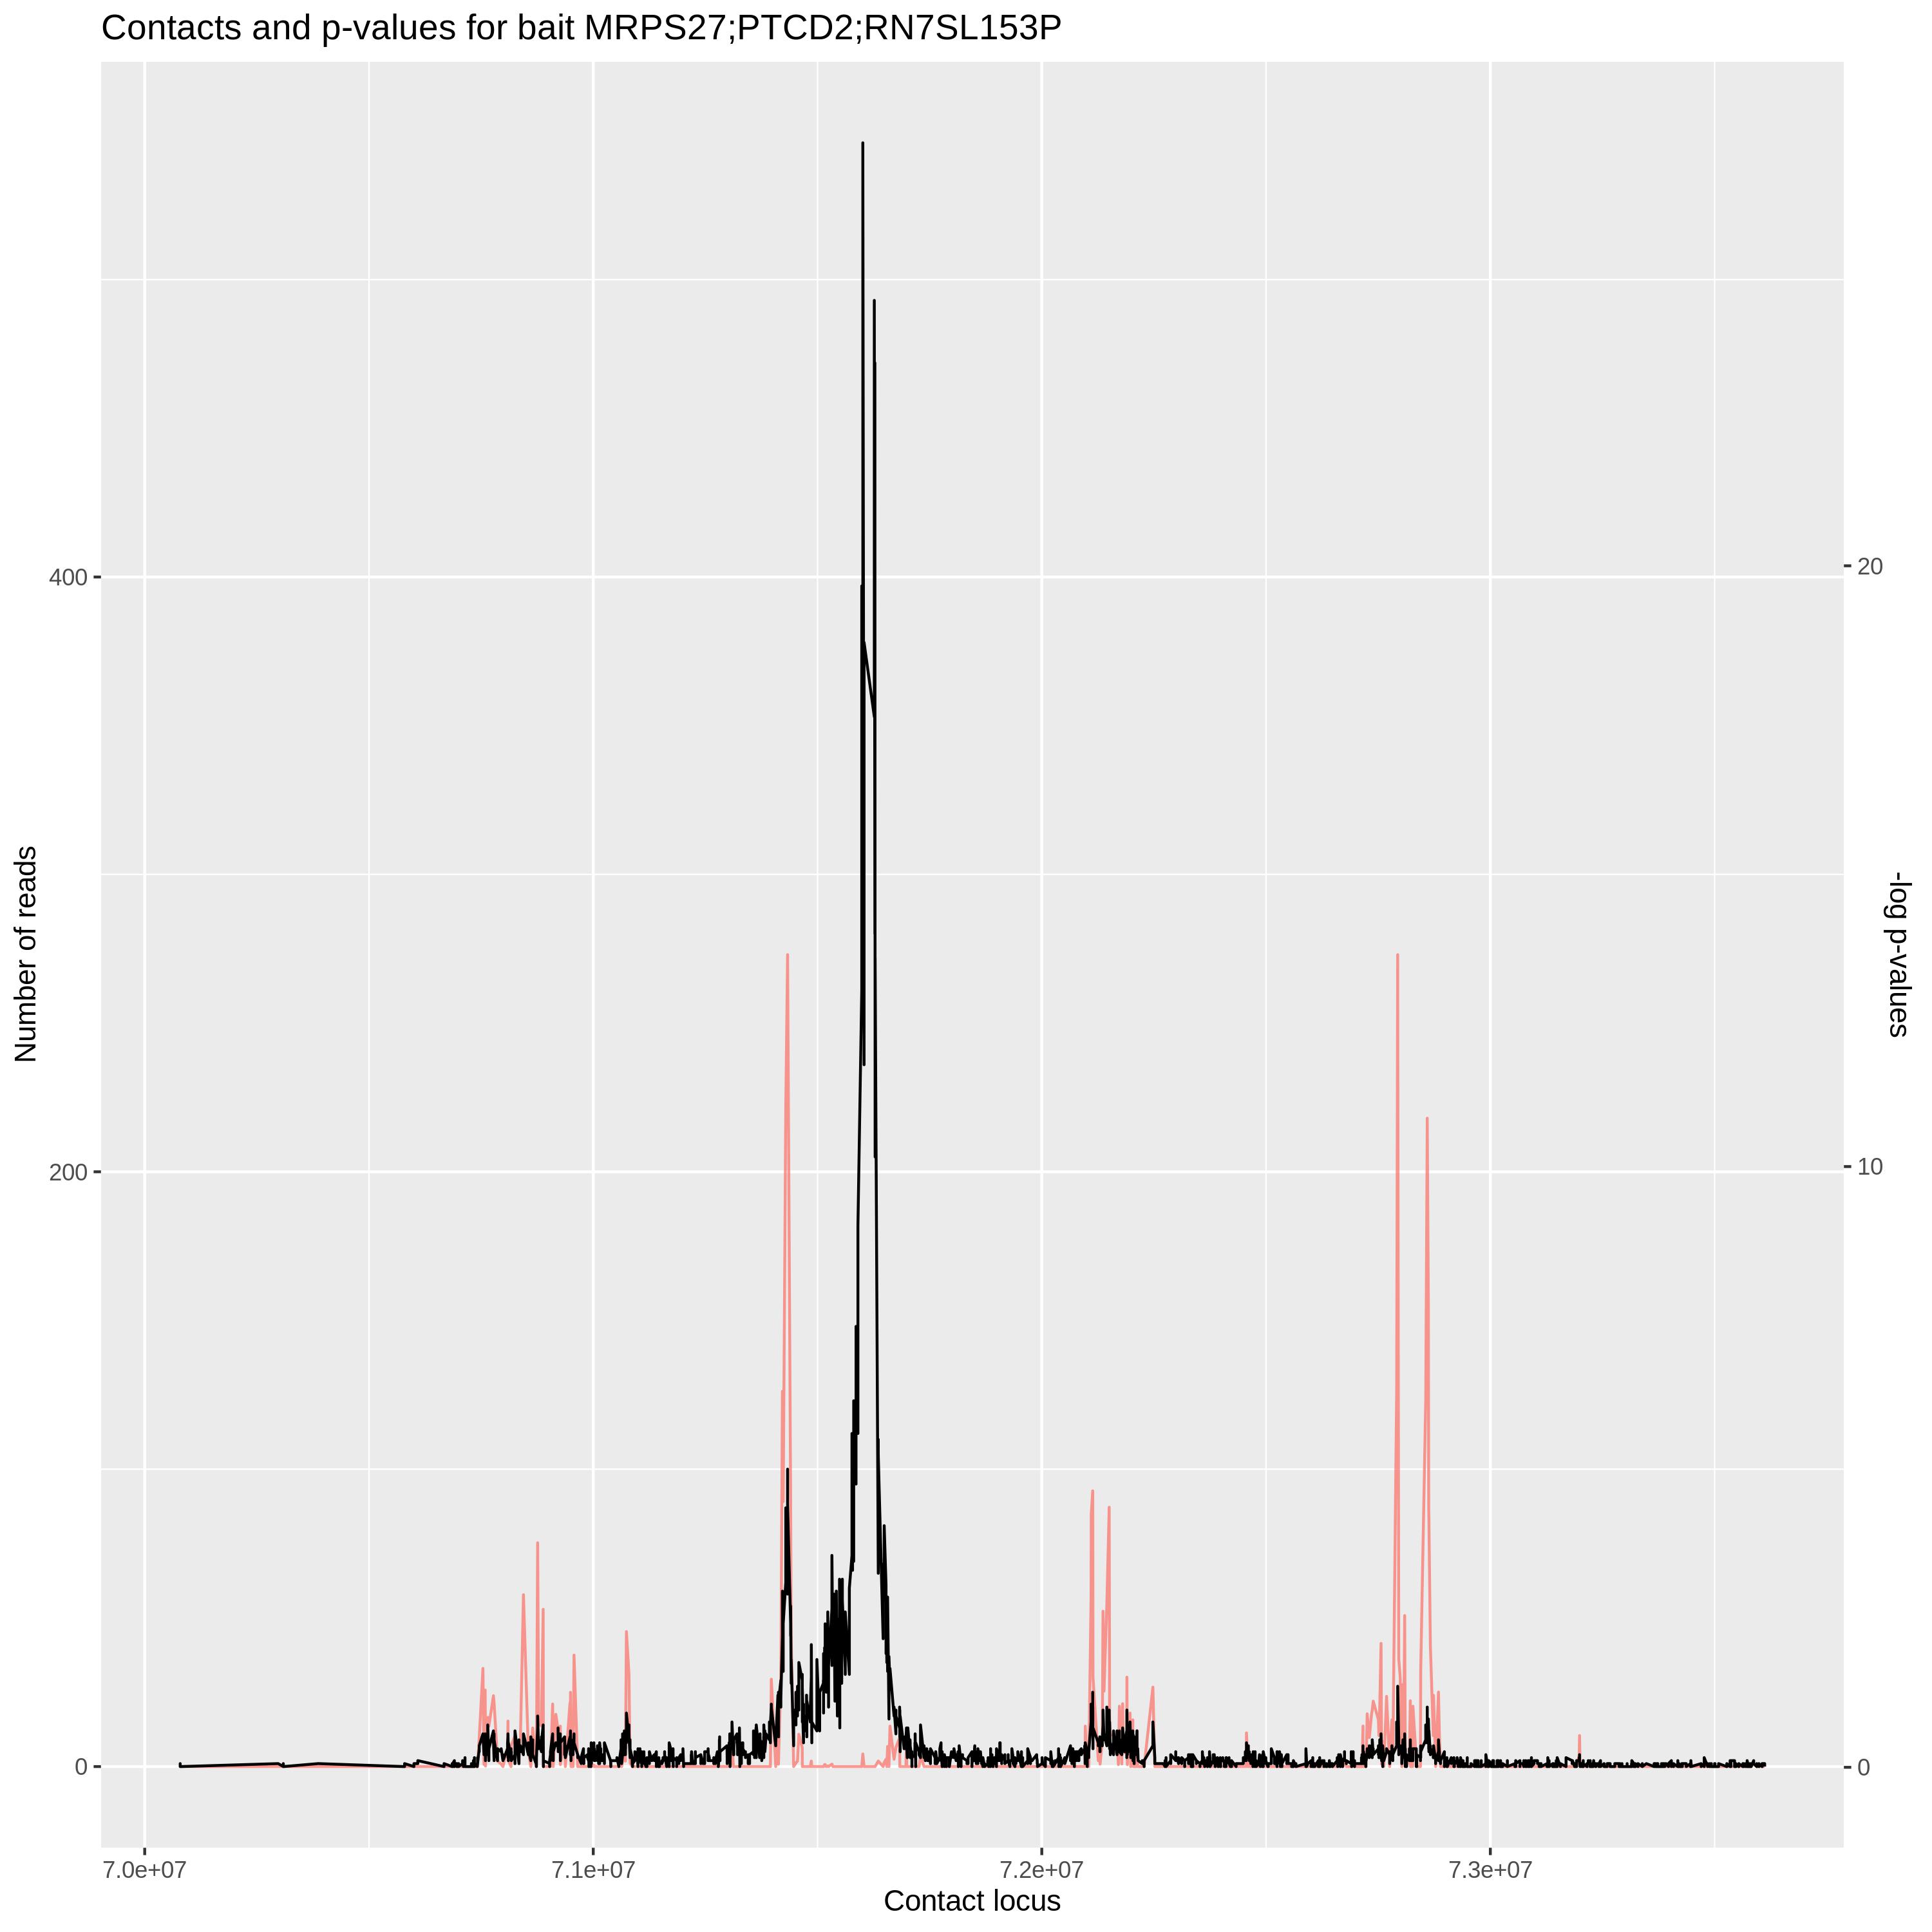 Contacts and p-values for bait MRPS27;PTCD2;RN7SL153P
Number of reads
400
200
0
20
10
0
-log p-values
7.0e+07
7.1e+07
7.2e+07
7.3e+07
Contact locus